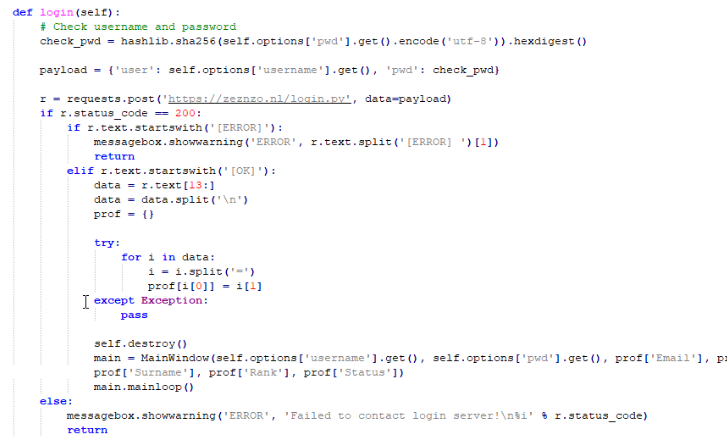 def login(self):
# Check username and password
check_pwd = hashlib.sha256(self.options['pwd'].get().encode('utf-8')).hexdigest()
payload = {'user': self.options['username'].get(), 'pwd': check_pwd}
r = requests.post('https://zeznzo.nl/login.py', data=payload)
if r.status_code == 200:
if r.text.startswith('[ERROR]'):
messagebox.showwarning('ERROR', r.text.split('[ERROR] ')[1])
return
elif r.text.startswith('[OK]'):
data = r.text[13:]
data = data.split('\n')
prof = {}
try:
for i in data:
i = i.split('=')
prof[i[0]] = i[1]
except Exception:
pass
self.destroy()
main = MainWindow(self.options['username'].get(), self.options['pwd'].get(), prof['Email'], pr
prof['Surname'], prof['Rank'], prof['Status'])
main.mainloop()
else:
messagebox.showwarning('ERROR', 'Failed to contact login server!\n%i' % r.status_code)
return